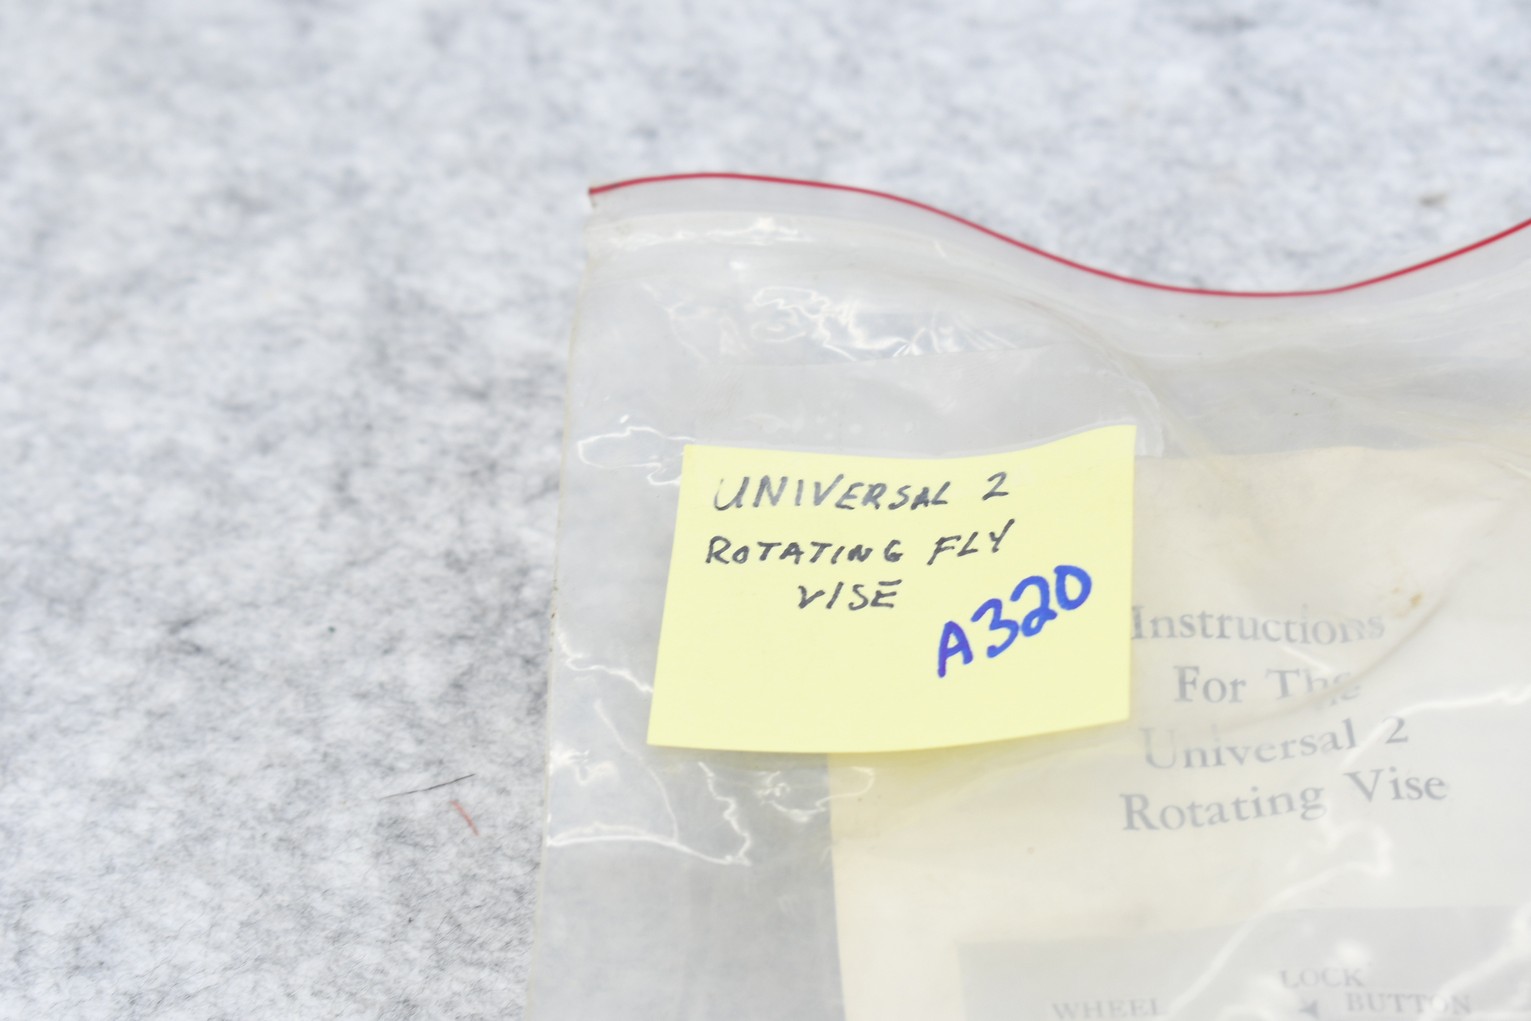 UNIVERSAL 2
ROTATING FLY
VISE
A320
Instructions
For The
Universal 2
Rotating Vise
LOCK
WHEEL BUTTON